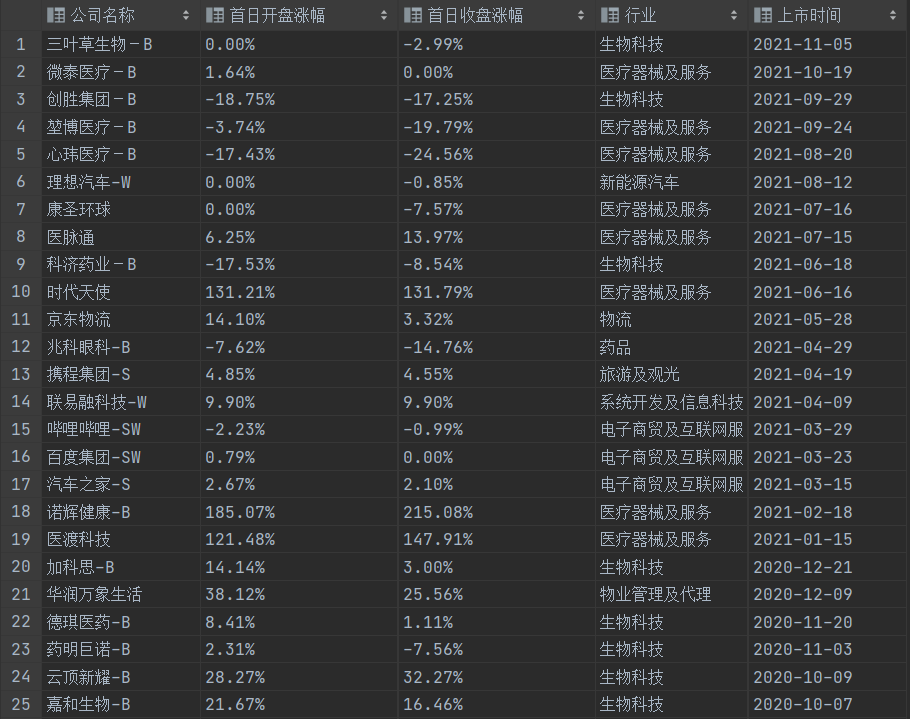 公司名称 首日开盘涨幅 首日收盘涨幅 行业 上市时间
1 三叶草生物－B 0.00% -2.99% 生物科技 2021-11-05
2 微泰医疗－B 1.64% 0.00% 医疗器械及服务 2021-10-19
3 创胜集团－B -18.75% -17.25% 生物科技 2021-09-29
4 堃博医疗－B -3.74% -19.79% 医疗器械及服务 2021-09-24
5 心玮医疗－B -17.43% -24.56% 医疗器械及服务 2021-08-20
6 理想汽车-W 0.00% -0.85% 新能源汽车 2021-08-12
7 康圣环球 0.00% -7.57% 医疗器械及服务 2021-07-16
8 医脉通 6.25% 13.97% 医疗器械及服务 2021-07-15
9 科济药业－B -17.53% -8.54% 生物科技 2021-06-18
10 时代天使 131.21% 131.79% 医疗器械及服务 2021-06-16
11 京东物流 14.10% 3.32% 物流 2021-05-28
12 兆科眼科-B -7.62% -14.76% 药品 2021-04-29
13 携程集团-S 4.85% 4.55% 旅游及观光 2021-04-19
14 联易融科技-W 9.90% 9.90% 系统开发及信息科技 2021-04-09
15 哔哩哔哩-SW -2.23% -0.99% 电子商贸及互联网服 2021-03-29
16 百度集团-SW 0.79% 0.00% 电子商贸及互联网服 2021-03-23
17 汽车之家-S 2.67% 2.10% 电子商贸及互联网服 2021-03-15
18 诺辉健康-B 185.07% 215.08% 医疗器械及服务 2021-02-18
19 医渡科技 121.48% 147.91% 医疗器械及服务 2021-01-15
20 加科思-B 14.14% 3.00% 生物科技 2020-12-21
21 华润万象生活 38.12% 25.56% 物业管理及代理 2020-12-09
22 德琪医药-B 8.41% 1.11% 生物科技 2020-11-20
23 药明巨诺-B 2.31% -7.56% 生物科技 2020-11-03
24 云顶新耀-B 28.27% 32.27% 生物科技 2020-10-09
25 嘉和生物-B 21.67% 16.46% 生物科技 2020-10-07